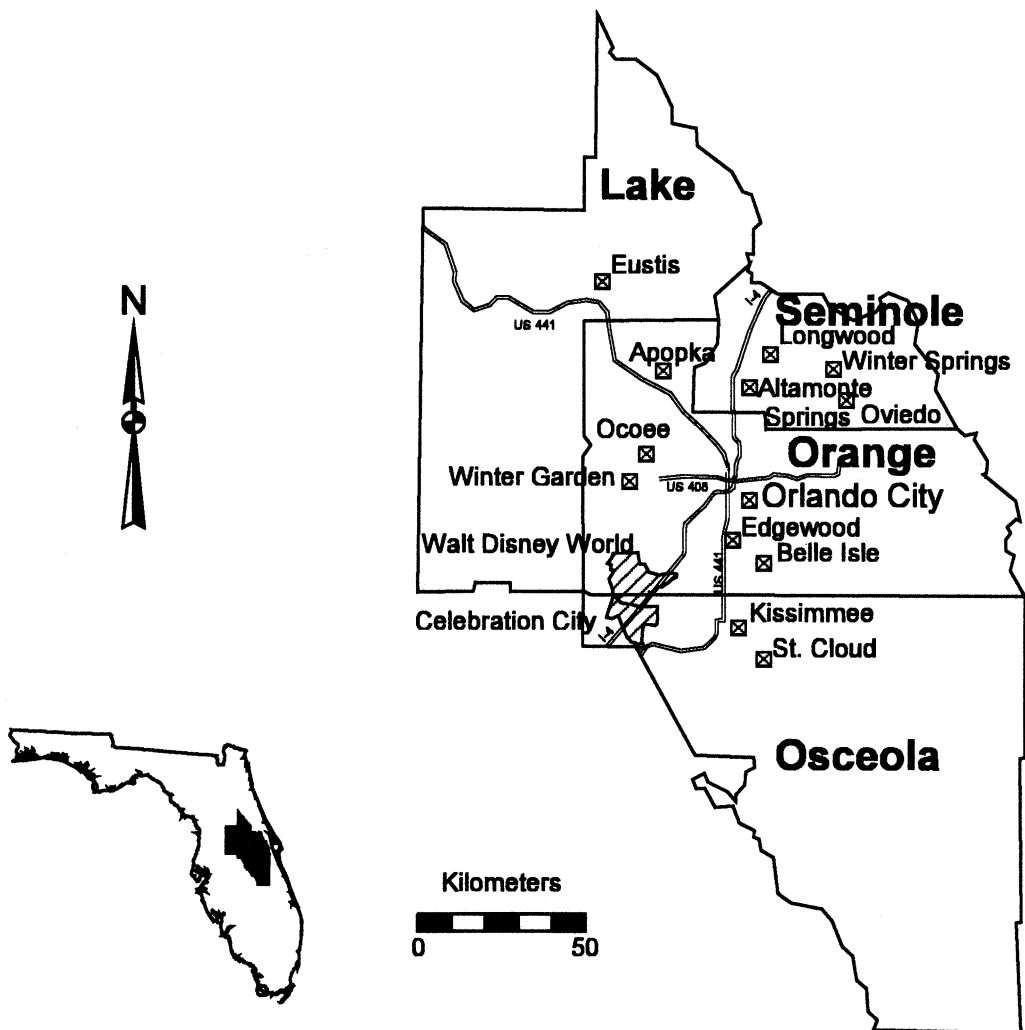 Lake
N
Eustis
I-4
Seminole
US 441
Longwood
Apopka
Winter Springs
Altamonte
Springs
Oviedo
Ocoee
Orange
Winter Garden
US 408
Orlando City
Edgewood
Walt Disney World
Belle Isle
US 441
Celebration City
I-4
Kissimmee
St. Cloud
Osceola
Kilometers
0 50